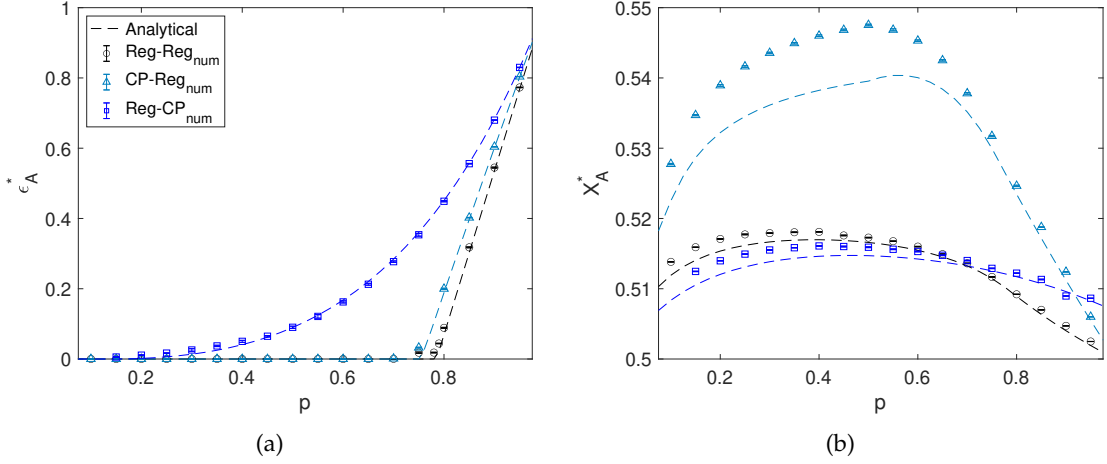 1
0.8
0.6
0.4
0.2
0
ϵ*A
Analytical
Reg-Reg num
CP-Reg num
Reg-CP num
0.2 0.4 0.6 0.8
p
(a)
0.55
0.54
0.53
0.52
0.51
0.5
X*A
0.2 0.4 0.6 0.8
p
(b)